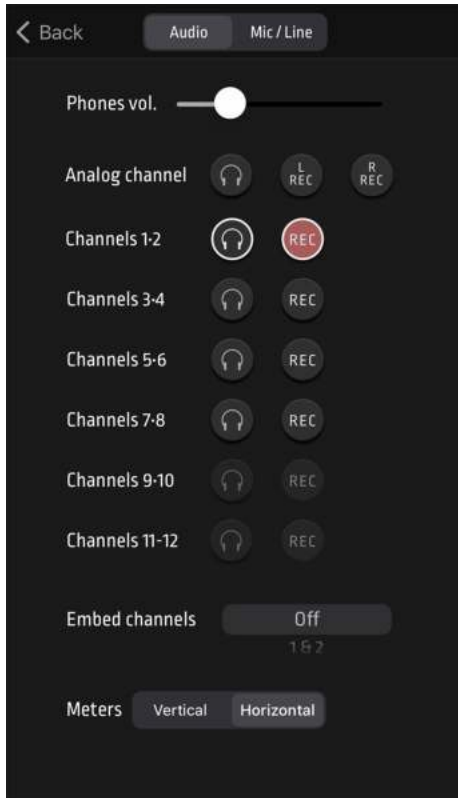 Back Audio Mic / Line
Phones vol.
Analog channel L REC R REC
Channels 1·2 REC
Channels 3·4 REC
Channels 5·6 REC
Channels 7·8 REC
Channels 9·10 REC
Channels 11-12 REC
Embed channels Off
1 & 2
Meters Vertical Horizontal